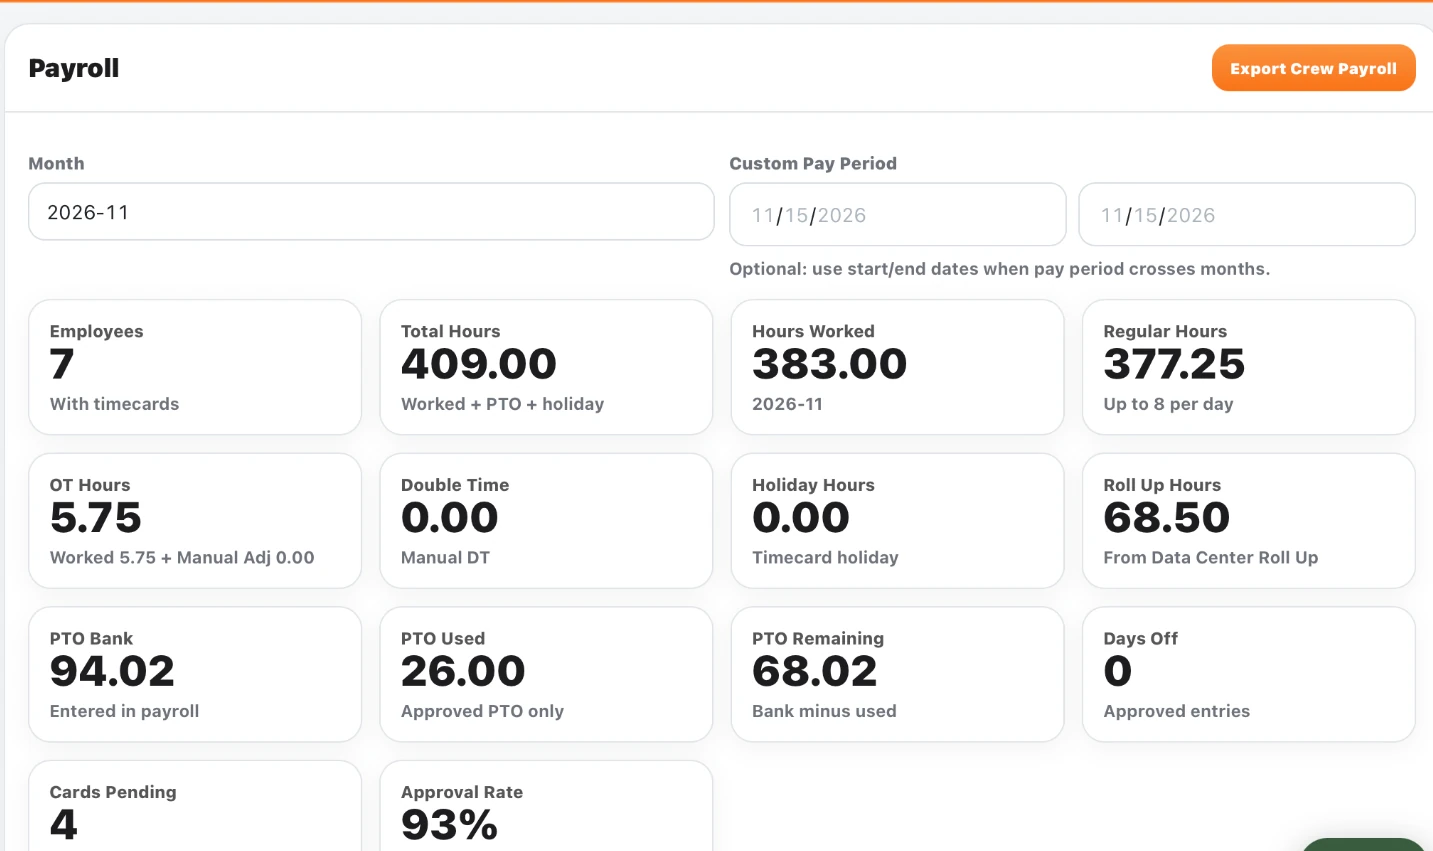 Payroll
Export Crew Payroll
Month
Custom Pay Period
2026-11
11/15/2026
11/15/2026
Optional: use start/end dates when pay period crosses months.
Employees
7
With timecards
Total Hours
409.00
Worked + PTO + holiday
Hours Worked
383.00
2026-11
Regular Hours
377.25
Up to 8 per day
OT Hours
5.75
Worked 5.75 + Manual Adj 0.00
Double Time
0.00
Manual DT
Holiday Hours
0.00
Timecard holiday
Roll Up Hours
68.50
From Data Center Roll Up
PTO Bank
94.02
Entered in payroll
PTO Used
26.00
Approved PTO only
PTO Remaining
68.02
Bank minus used
Days Off
0
Approved entries
Cards Pending
4
Approval Rate
93%